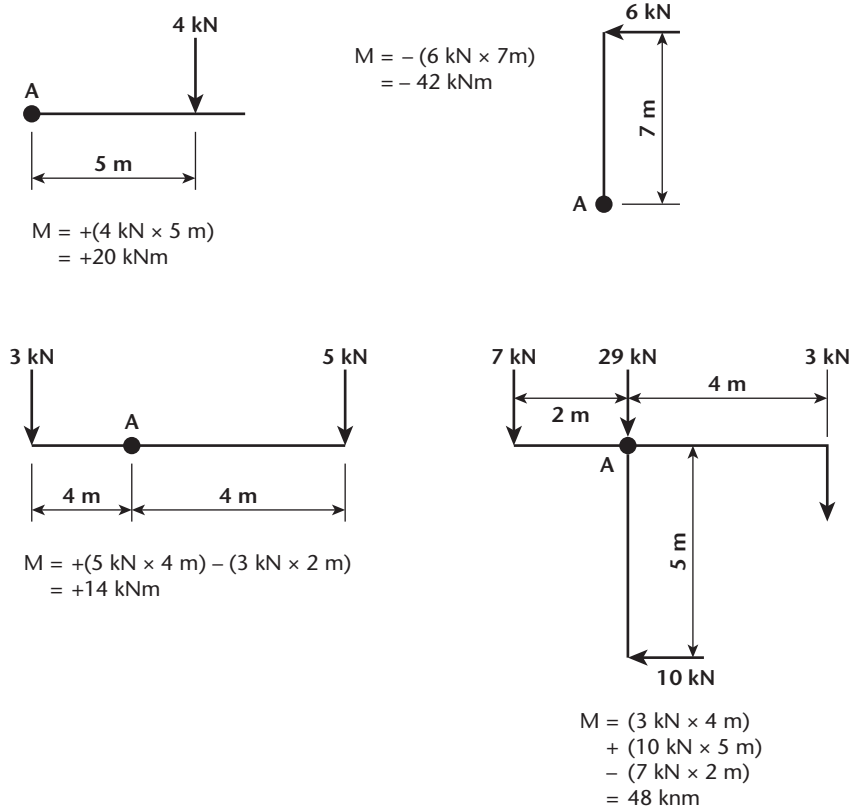 4 kN
A
5 m
M = +(4 kN × 5 m)
= +20 kNm
M = – (6 kN × 7m)
= – 42 kNm
6 kN
7 m
A
3 kN
5 kN
A
4 m
4 m
M = +(5 kN × 4 m) – (3 kN × 2 m)
= +14 kNm
7 kN
29 kN
3 kN
4 m
2 m
A
5 m
10 kN
M = (3 kN × 4 m)
+ (10 kN × 5 m)
– (7 kN × 2 m)
= 48 knm